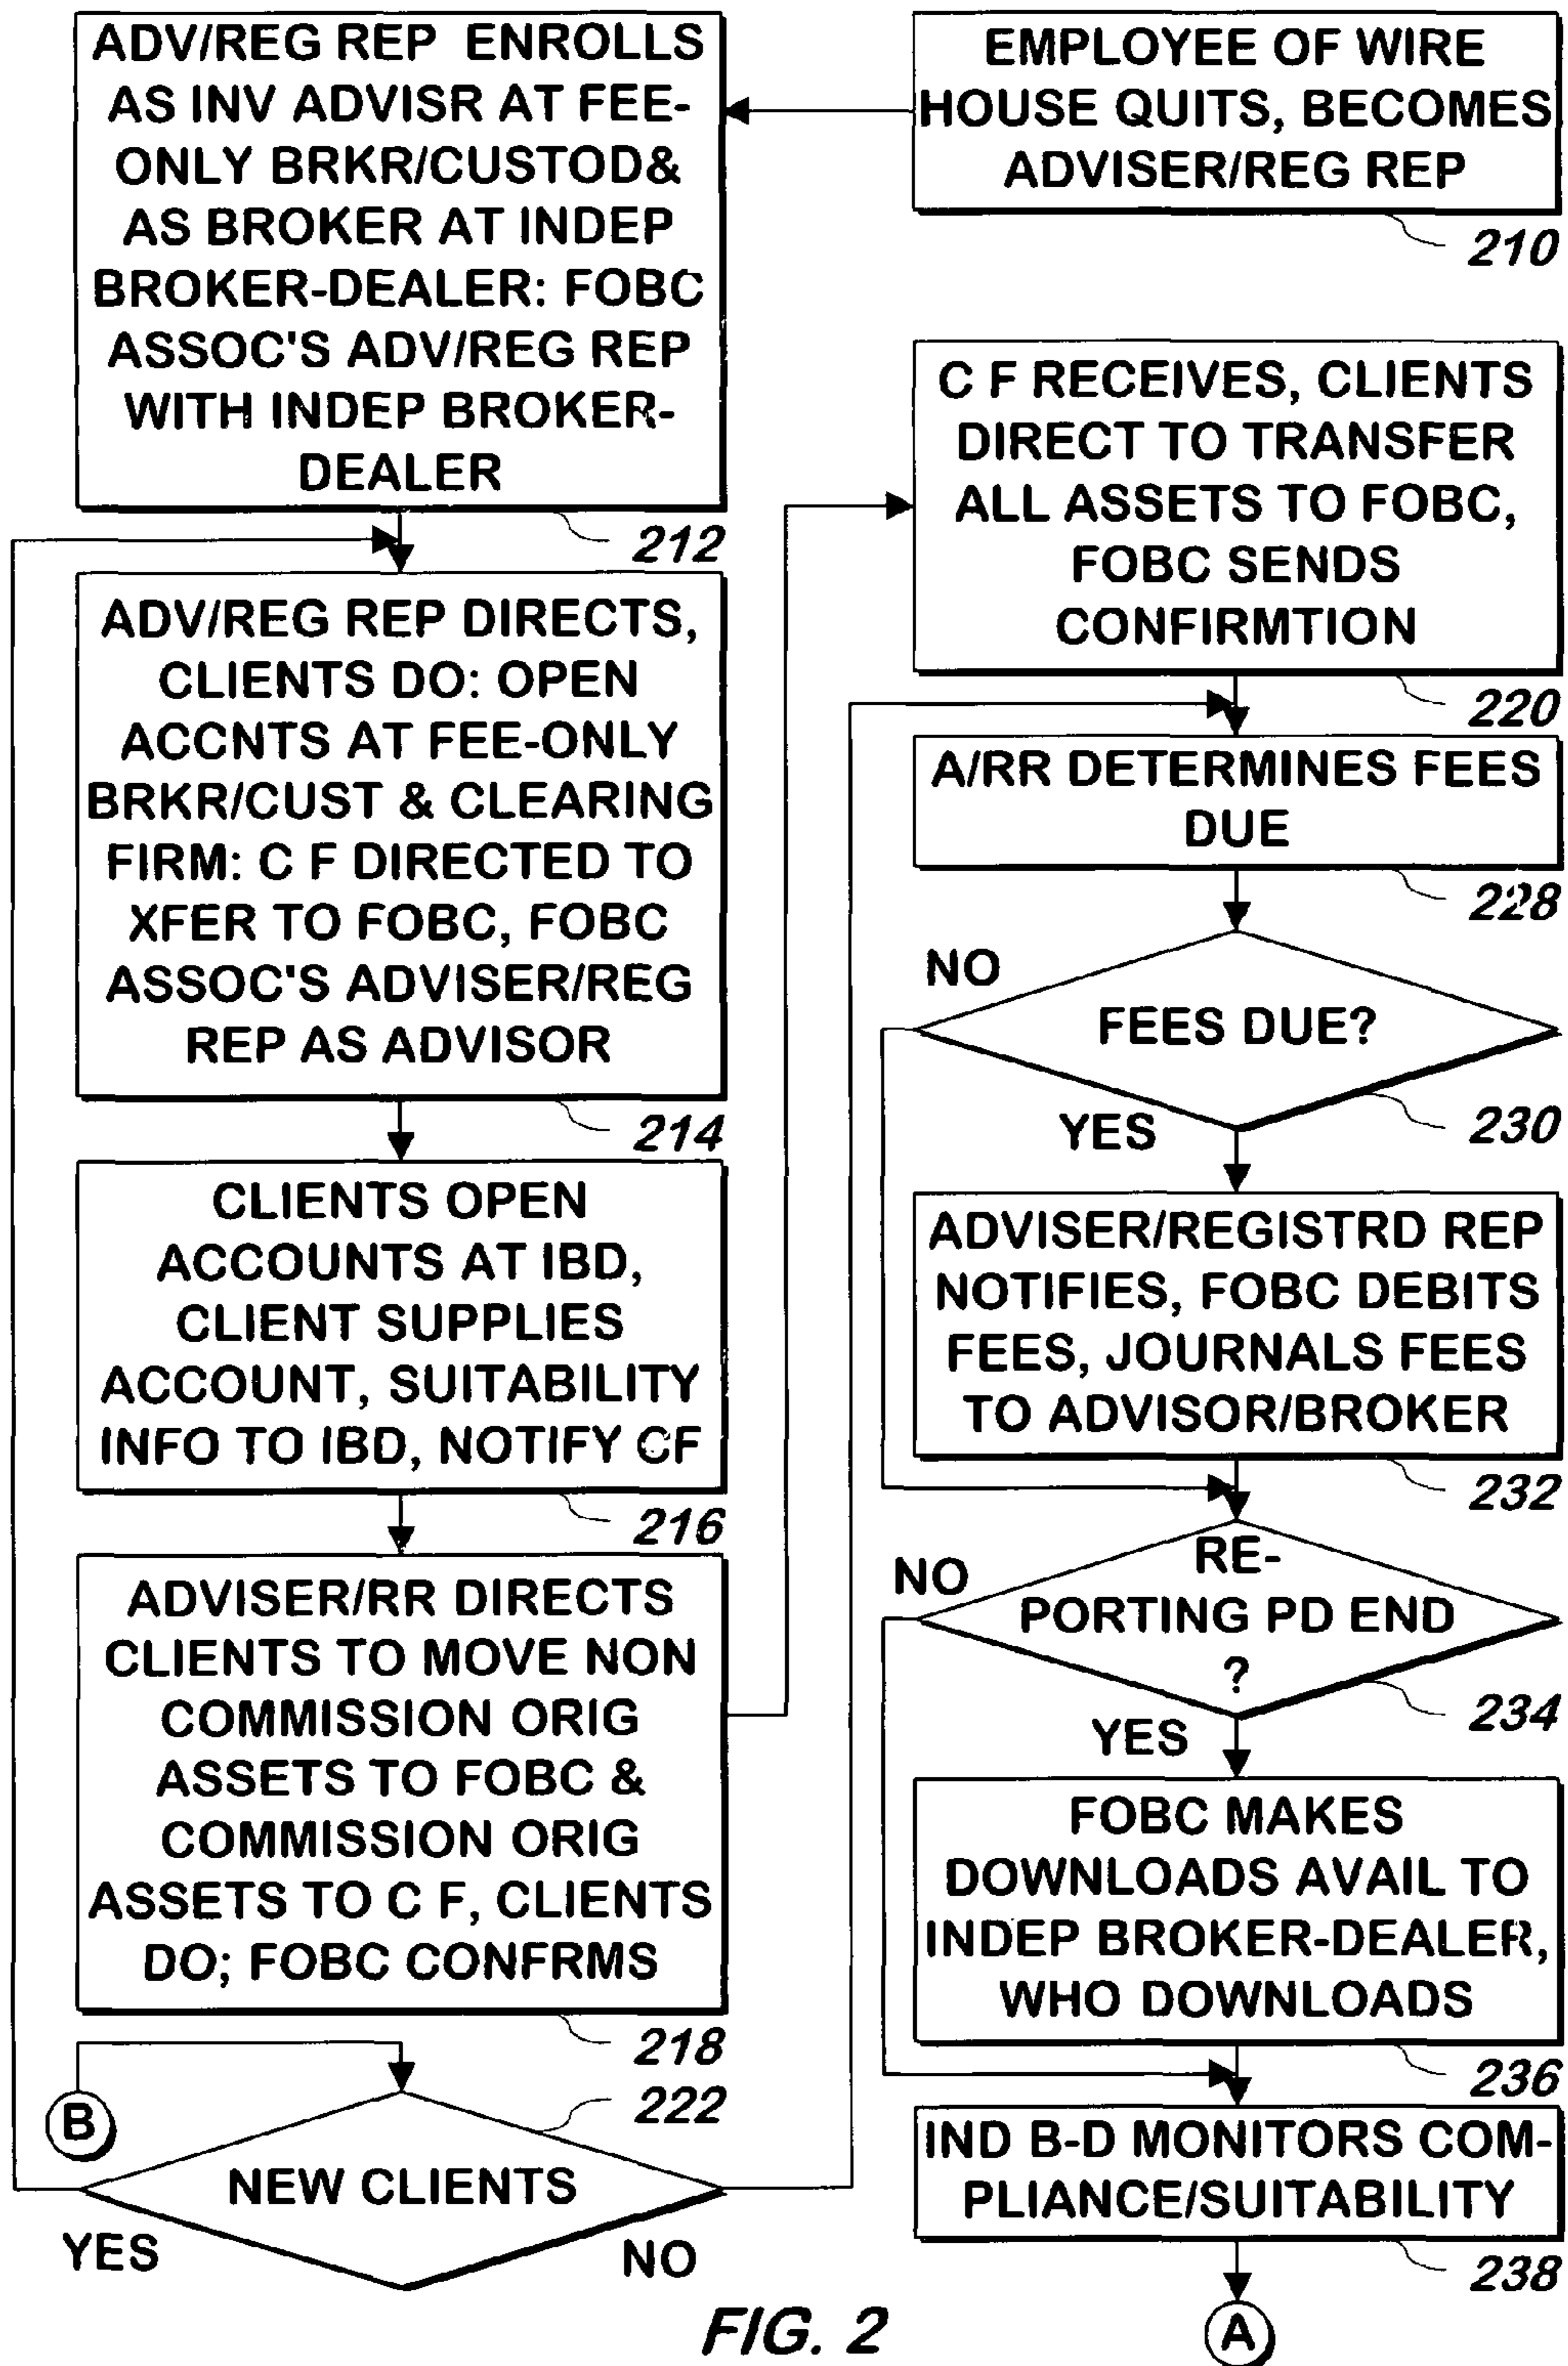 EMPLOYEE OF WIRE
HOUSE QUITS, BECOMES
ADVISER/REG REP
210
ADV/REG REP ENROLLS
AS INV ADVISR AT FEE-
ONLY BRKR/CUSTOD&
AS BROKER AT INDEP
BROKER-DEALER: FOBC
ASSOC'S ADV/REG REP
WITH INDEP BROKER-
DEALER
212
ADV/REG REP DIRECTS,
CLIENTS DO: OPEN
ACCNTS AT FEE-ONLY
BRKR/CUST & CLEARING
FIRM: C F DIRECTED TO
XFER TO FOBC, FOBC
ASSOC'S ADVISER/REG
REP AS ADVISOR
214
CLIENTS OPEN
ACCOUNTS AT IBD,
CLIENT SUPPLIES
ACCOUNT, SUITABILITY
INFO TO IBD, NOTIFY CF
216
ADVISER/RR DIRECTS
CLIENTS TO MOVE NON
COMMISSION ORIG
ASSETS TO FOBC &
COMMISSION ORIG
ASSETS TO C F, CLIENTS
DO; FOBC CONFRMS
218
B
222
NEW CLIENTS
YES
NO
C F RECEIVES, CLIENTS
DIRECT TO TRANSFER
ALL ASSETS TO FOBC,
FOBC SENDS
CONFIRMTION
220
A/RR DETERMINES FEES
DUE
228
NO
FEES DUE?
YES
230
ADVISER/REGISTRD REP
NOTIFIES, FOBC DEBITS
FEES, JOURNALS FEES
TO ADVISOR/BROKER
232
NO
RE-
PORTING PD END
?
YES
234
FOBC MAKES
DOWNLOADS AVAIL TO
INDEP BROKER-DEALER,
WHO DOWNLOADS
236
IND B-D MONITORS COM-
PLIANCE/SUITABILITY
238
A
FIG. 2